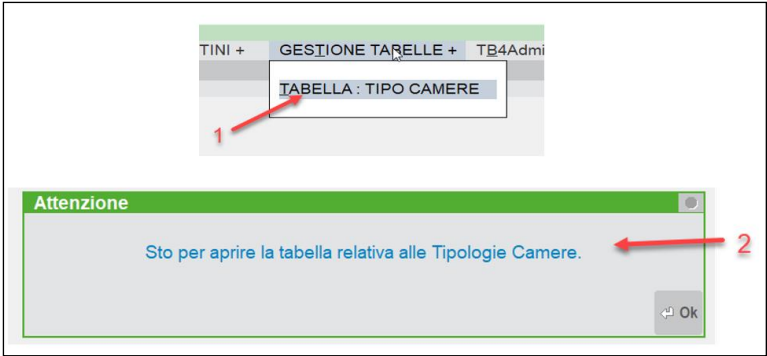 TINI + GESTIONE TABELLE + TB4Admi
TABELLA : TIPO CAMERE
1
Attenzione
Sto per aprire la tabella relativa alle Tipologie Camere.
2
Ok